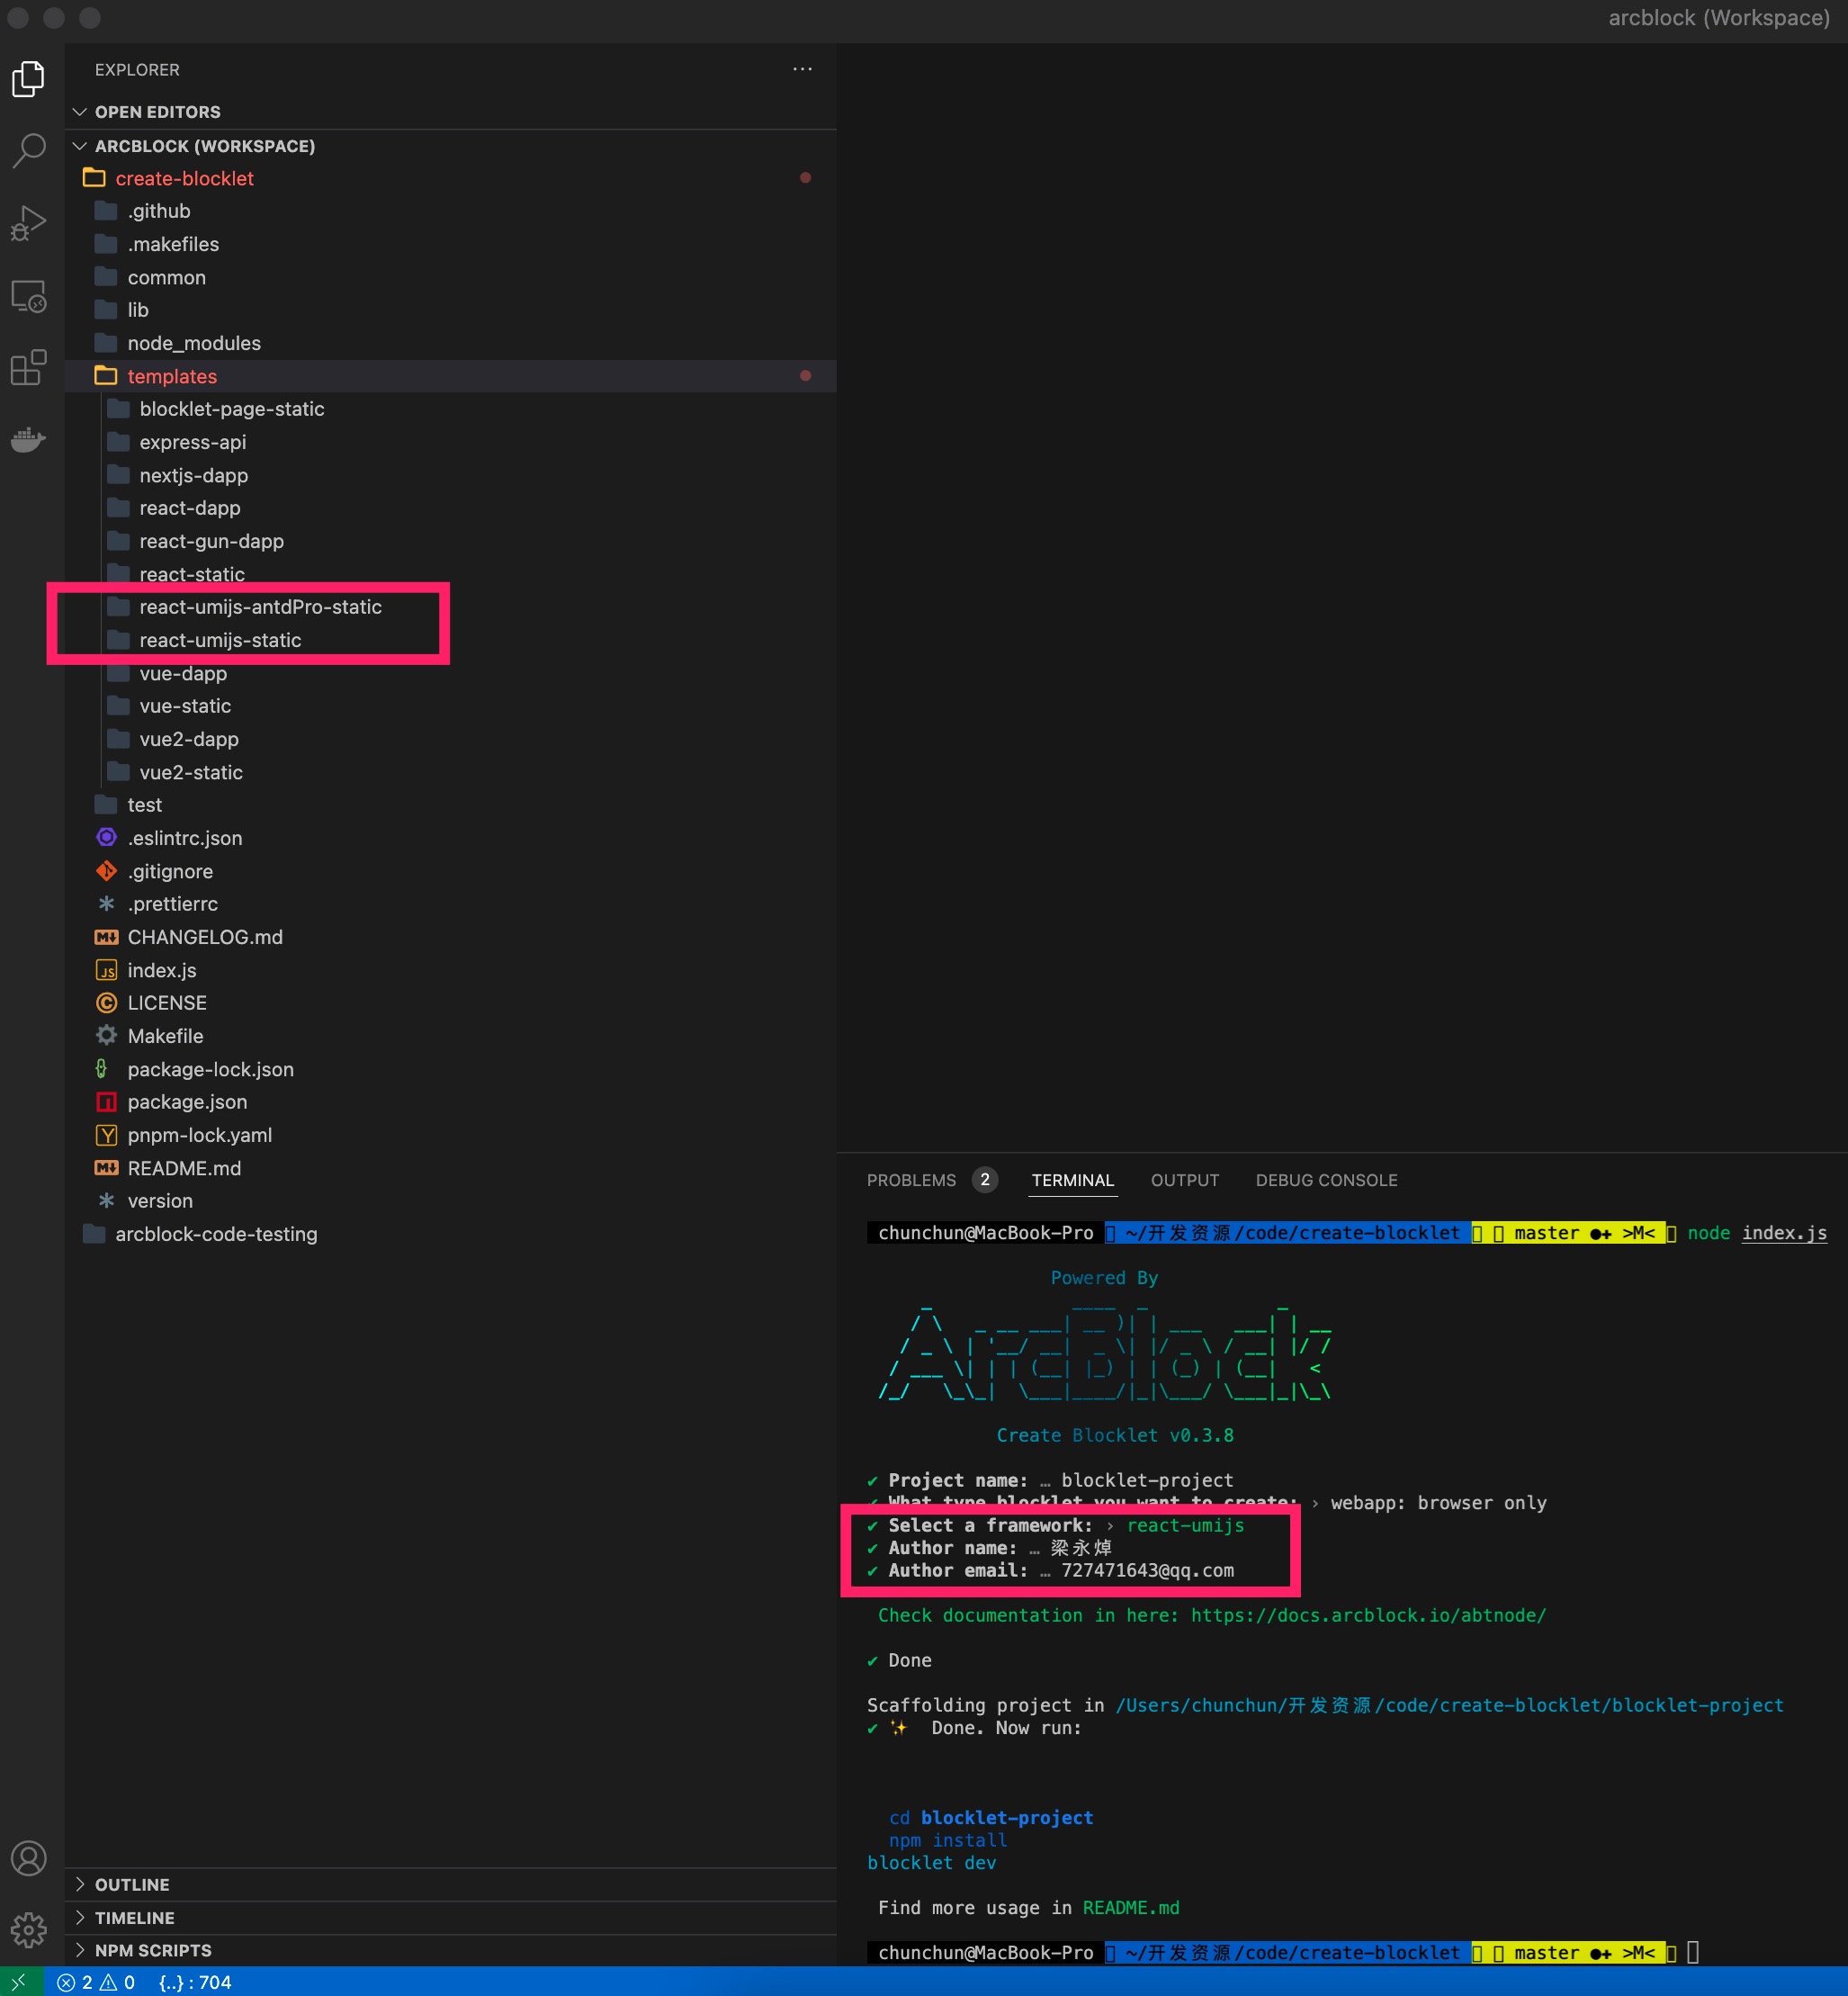 arcblock (Workspace)
EXPLORER
OPEN EDITORS
ARCBLOCK (WORKSPACE)
create-blocklet
.github
.makefiles
common
lib
node_modules
templates
blocklet-page-static
express-api
nextjs-dapp
react-dapp
react-gun-dapp
react-static
react-umijs-antdPro-static
react-umijs-static
vue-dapp
vue-static
vue2-dapp
vue2-static
test
.eslintrc.json
.gitignore
.prettierrc
CHANGELOG.md
index.js
LICENSE
Makefile
package-lock.json
package.json
pnpm-lock.yaml
README.md
version
arcblock-code-testing
OUTLINE
TIMELINE
NPM SCRIPTS
PROBLEMS 2 TERMINAL OUTPUT DEBUG CONSOLE
chunchun@MacBook-Pro ~/开发资源/code/create-blocklet master ●✚ >M< node index.js
Powered By
ArcBlock
Create Blocklet v0.3.8
✔ Project name: … blocklet-project
✔ What type blocklet you want to create: › webapp: browser only
✔ Select a framework: › react-umijs
✔ Author name: … 梁永焯
✔ Author email: … 727471643@qq.com
Check documentation in here: https://docs.arcblock.io/abtnode/
✔ Done
Scaffolding project in /Users/chunchun/开发资源/code/create-blocklet/blocklet-project
✔ ✨ Done. Now run:
cd blocklet-project
npm install
blocklet dev
Find more usage in README.md
chunchun@MacBook-Pro ~/开发资源/code/create-blocklet master ●✚ >M<
2 0 {..} : 704